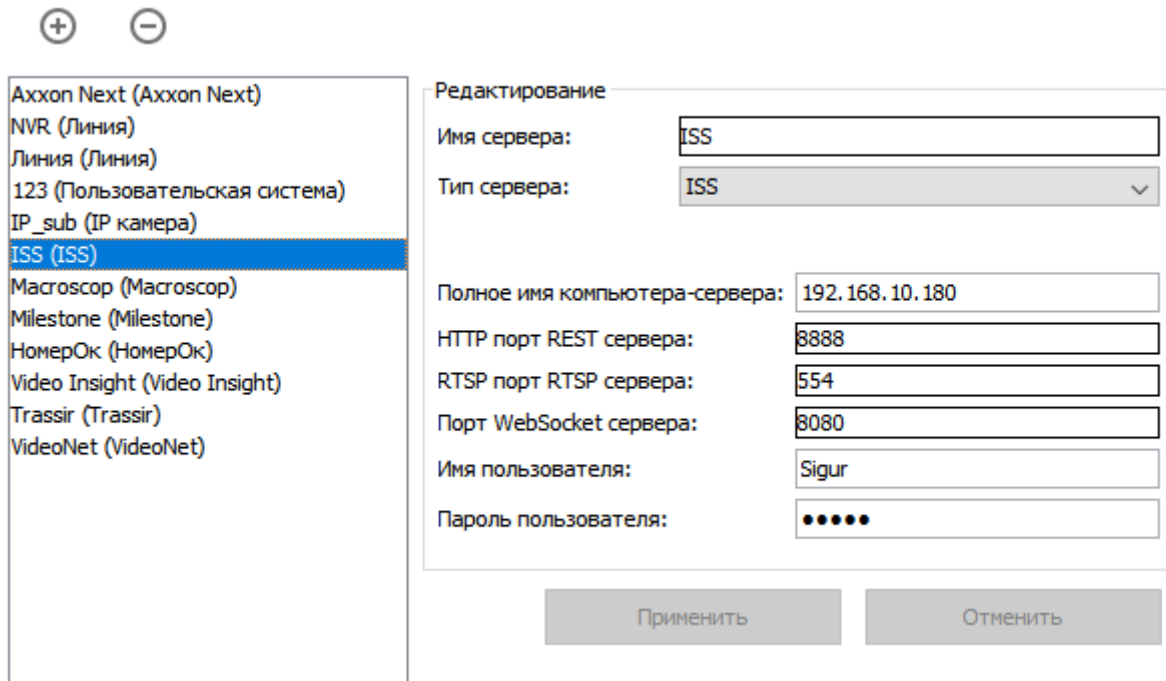 Axxon Next (Axxon Next)
NVR (Линия)
Линия (Линия)
123 (Пользовательская система)
IP_sub (IP камера)
ISS (ISS)
Macroscop (Macroscop)
Milestone (Milestone)
НомерОк (НомерОк)
Video Insight (Video Insight)
Trassir (Trassir)
VideoNet (VideoNet)
Редактирование
Имя сервера: ISS
Тип сервера: ISS
Полное имя компьютера-сервера: 192.168.10.180
HTTP порт REST сервера: 8888
RTSP порт RTSP сервера: 554
Порт WebSocket сервера: 8080
Имя пользователя: Sigur
Пароль пользователя: •••••
Применить Отменить